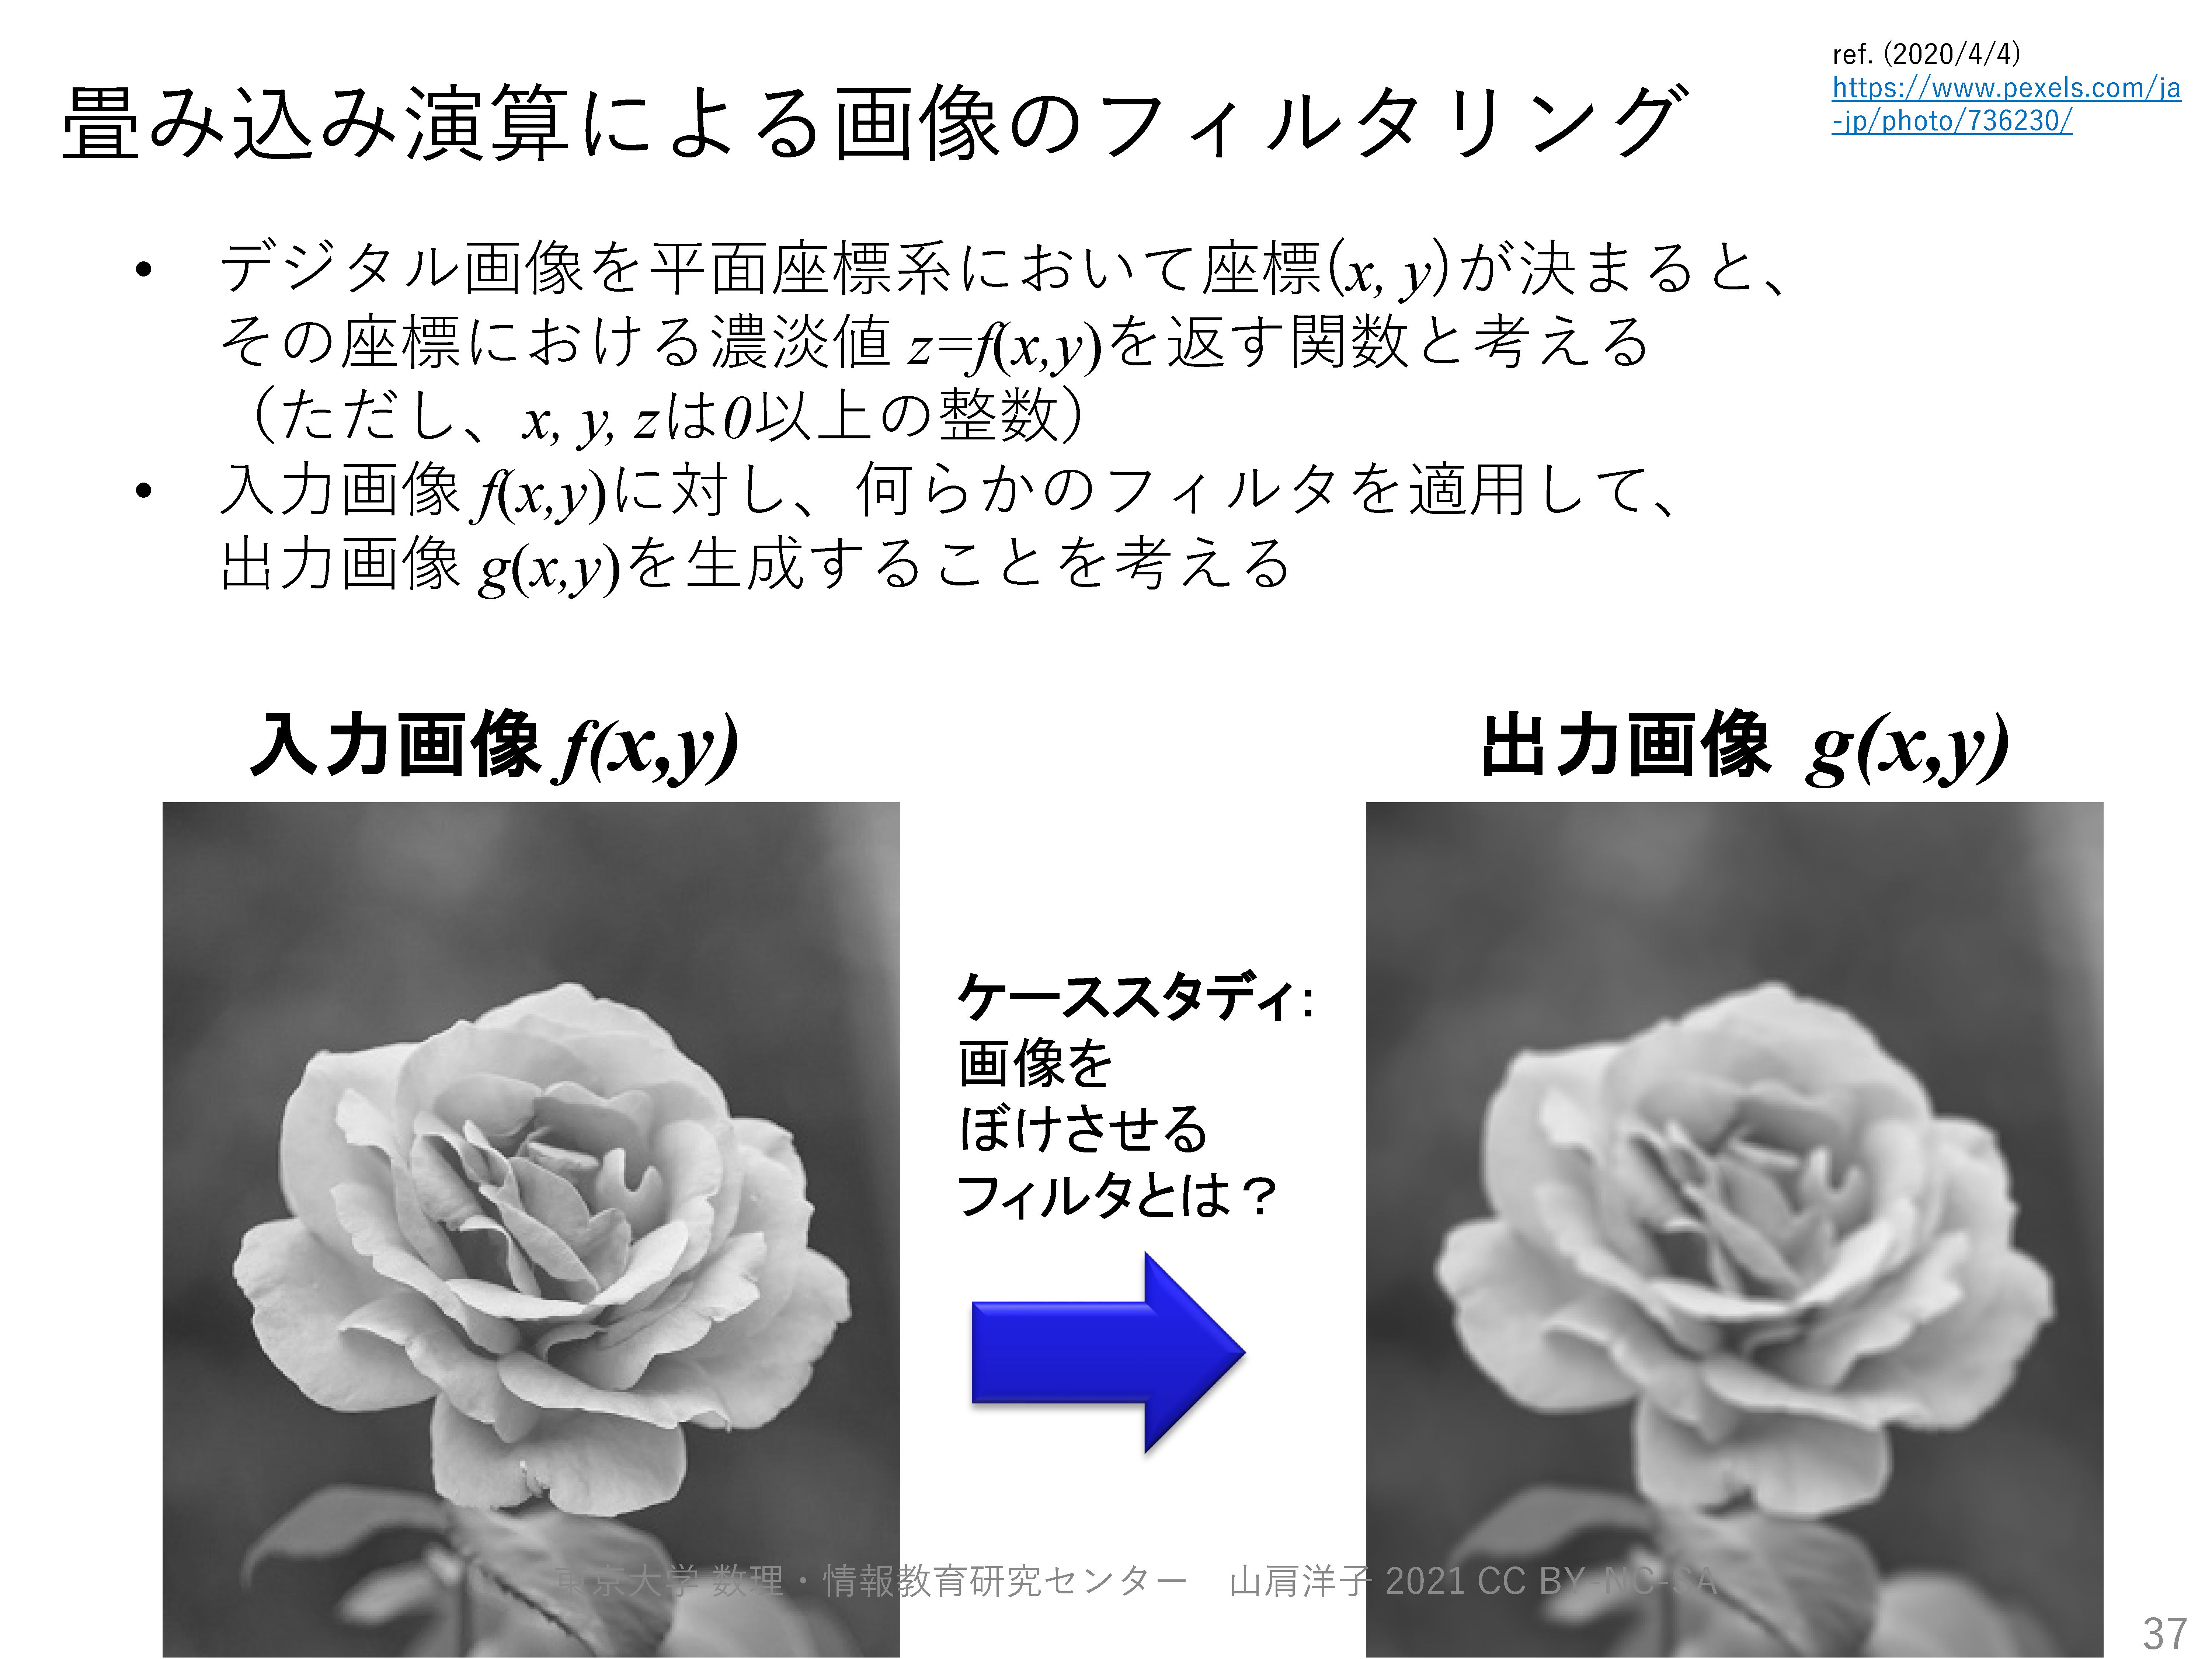 畳み込み演算による画像のフィルタリング
ref. (2020/4/4)
https://www.pexels.com/ja
-jp/photo/736230/
• デジタル画像を平面座標系において座標(x, y)が決まると、
その座標における濃淡値 z=f(x,y)を返す関数と考える
（ただし、x, y, zは0以上の整数）
• 入力画像 f(x,y)に対し、何らかのフィルタを適用して、
出力画像 g(x,y)を生成することを考える
入力画像 f(x,y)
出力画像 g(x,y)
ケーススタディ:
画像を
ぼけさせる
フィルタとは？
東京大学 数理・情報教育研究センター 山肩洋子 2021 CC BY-NC-SA
37